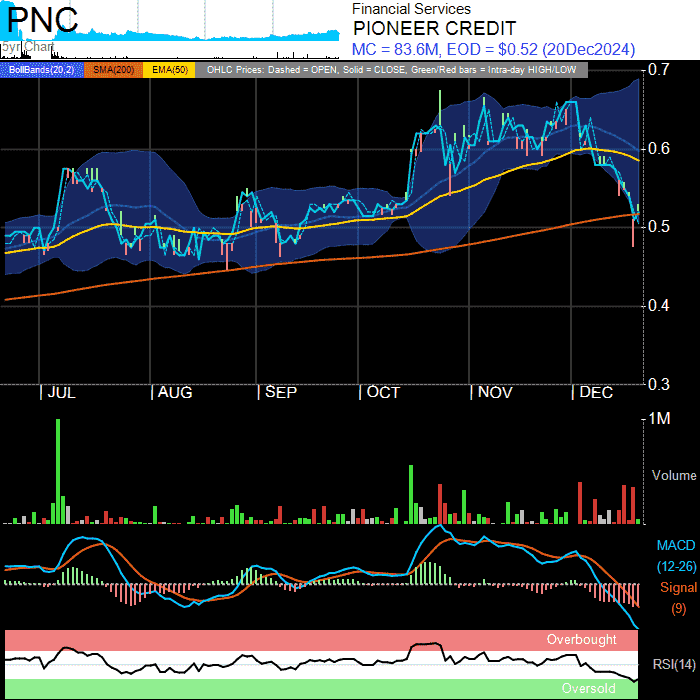 PNC
5yr Chart
Financial Services
PIONEER CREDIT
MC = 83.6M, EOD = $0.52 (20Dec2024)
BollBands(20,2) SMA(200) EMA(50) OHLC Prices: Dashed = OPEN, Solid = CLOSE, Green/Red bars = Intra-day HIGH/LOW
0.7
0.6
0.5
0.4
0.3
JUL AUG SEP OCT NOV DEC
1M
Volume
MACD
(12-26)
Signal
(9)
Overbought
RSI(14)
Oversold